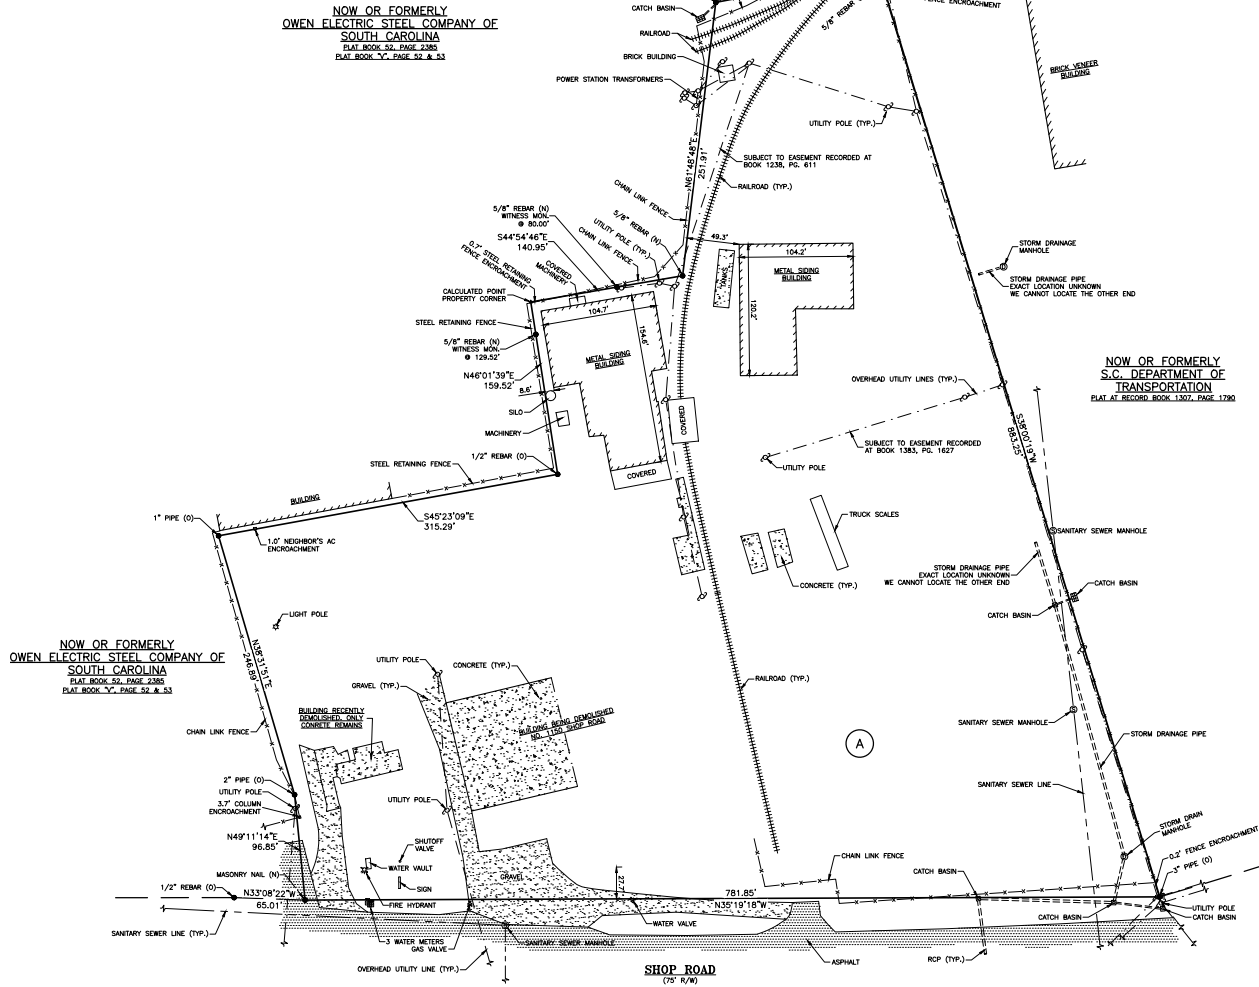 NOW OR FORMERLY
OWEN ELECTRIC STEEL COMPANY OF
SOUTH CAROLINA
PLAT BOOK 52, PAGE 2385
PLAT BOOK "V", PAGE 52 & 53
CATCH BASIN
RAILROAD
BRICK BUILDING
POWER STATION TRANSFORMERS
5/8" REBAR
FENCE ENCROACHMENT
BRICK VENEER
BUILDING
UTILITY POLE (TYP.)
SUBJECT TO EASEMENT RECORDED AT
BOOK 1238, PG. 611
RAILROAD (TYP.)
N61°48'48"E
251.91'
CHAIN LINK FENCE
5/8" REBAR (N)
UTILITY POLE (TYP.)
CHAIN LINK FENCE
5/8" REBAR (N)
WITNESS MON.
@ 80.00'
S44°54'46"E
140.95'
0.7' STEEL RETAINING
FENCE ENCROACHMENT
COVERED
MACHINERY
CALCULATED POINT
PROPERTY CORNER
STEEL RETAINING FENCE
5/8" REBAR (N)
WITNESS MON.
@ 129.52'
N46°01'39"E
159.52'
8.6'
SILO
MACHINERY
104.7'
154.6'
METAL SIDING
BUILDING
COVERED
49.3'
TANKS
104.2'
METAL SIDING
BUILDING
120.2'
COVERED
STORM DRAINAGE
MANHOLE
STORM DRAINAGE PIPE
EXACT LOCATION UNKNOWN
WE CANNOT LOCATE THE OTHER END
NOW OR FORMERLY
S.C. DEPARTMENT OF
TRANSPORTATION
PLAT AT RECORD BOOK 1307, PAGE 1790
OVERHEAD UTILITY LINES (TYP.)
SUBJECT TO EASEMENT RECORDED
AT BOOK 1383, PG. 1627
UTILITY POLE
S38°00'19"W
883.25'
1/2" REBAR (O)
STEEL RETAINING FENCE
BUILDING
1" PIPE (O)
S45°23'09"E
315.29'
1.0' NEIGHBOR'S AC
ENCROACHMENT
TRUCK SCALES
CONCRETE (TYP.)
SANITARY SEWER MANHOLE
STORM DRAINAGE PIPE
EXACT LOCATION UNKNOWN
WE CANNOT LOCATE THE OTHER END
CATCH BASIN
CATCH BASIN
LIGHT POLE
NOW OR FORMERLY
OWEN ELECTRIC STEEL COMPANY OF
SOUTH CAROLINA
PLAT BOOK 52, PAGE 2385
PLAT BOOK "V", PAGE 52 & 53
N38°31'51"E
246.89'
CHAIN LINK FENCE
UTILITY POLE
CONCRETE (TYP.)
GRAVEL (TYP.)
BUILDING RECENTLY
DEMOLISHED, ONLY
CONRETE REMAINS
BUILDING BEING DEMOLISHED
NO. 1150 SHOP ROAD
RAILROAD (TYP.)
A
SANITARY SEWER MANHOLE
STORM DRAINAGE PIPE
SANITARY SEWER LINE
2" PIPE (O)
UTILITY POLE
3.7' COLUMN
ENCROACHMENT
N49°11'14"E
96.85'
UTILITY POLE
SHUTOFF
VALVE
WATER VAULT
SIGN
FIRE HYDRANT
GRAVEL
27.7'
CHAIN LINK FENCE
CATCH BASIN
STORM DRAIN
MANHOLE
0.2' FENCE ENCROACHMENT
3" PIPE (O)
MASONRY NAIL (N)
1/2" REBAR (O)
N33°08'22"W
65.01'
781.85'
N35°19'18"W
WATER VALVE
CATCH BASIN
UTILITY POLE
CATCH BASIN
SANITARY SEWER LINE (TYP.)
3 WATER METERS
GAS VALVE
SANITARY SEWER MANHOLE
OVERHEAD UTILITY LINE (TYP.)
ASPHALT
RCP (TYP.)
SHOP ROAD
(75' R/W)